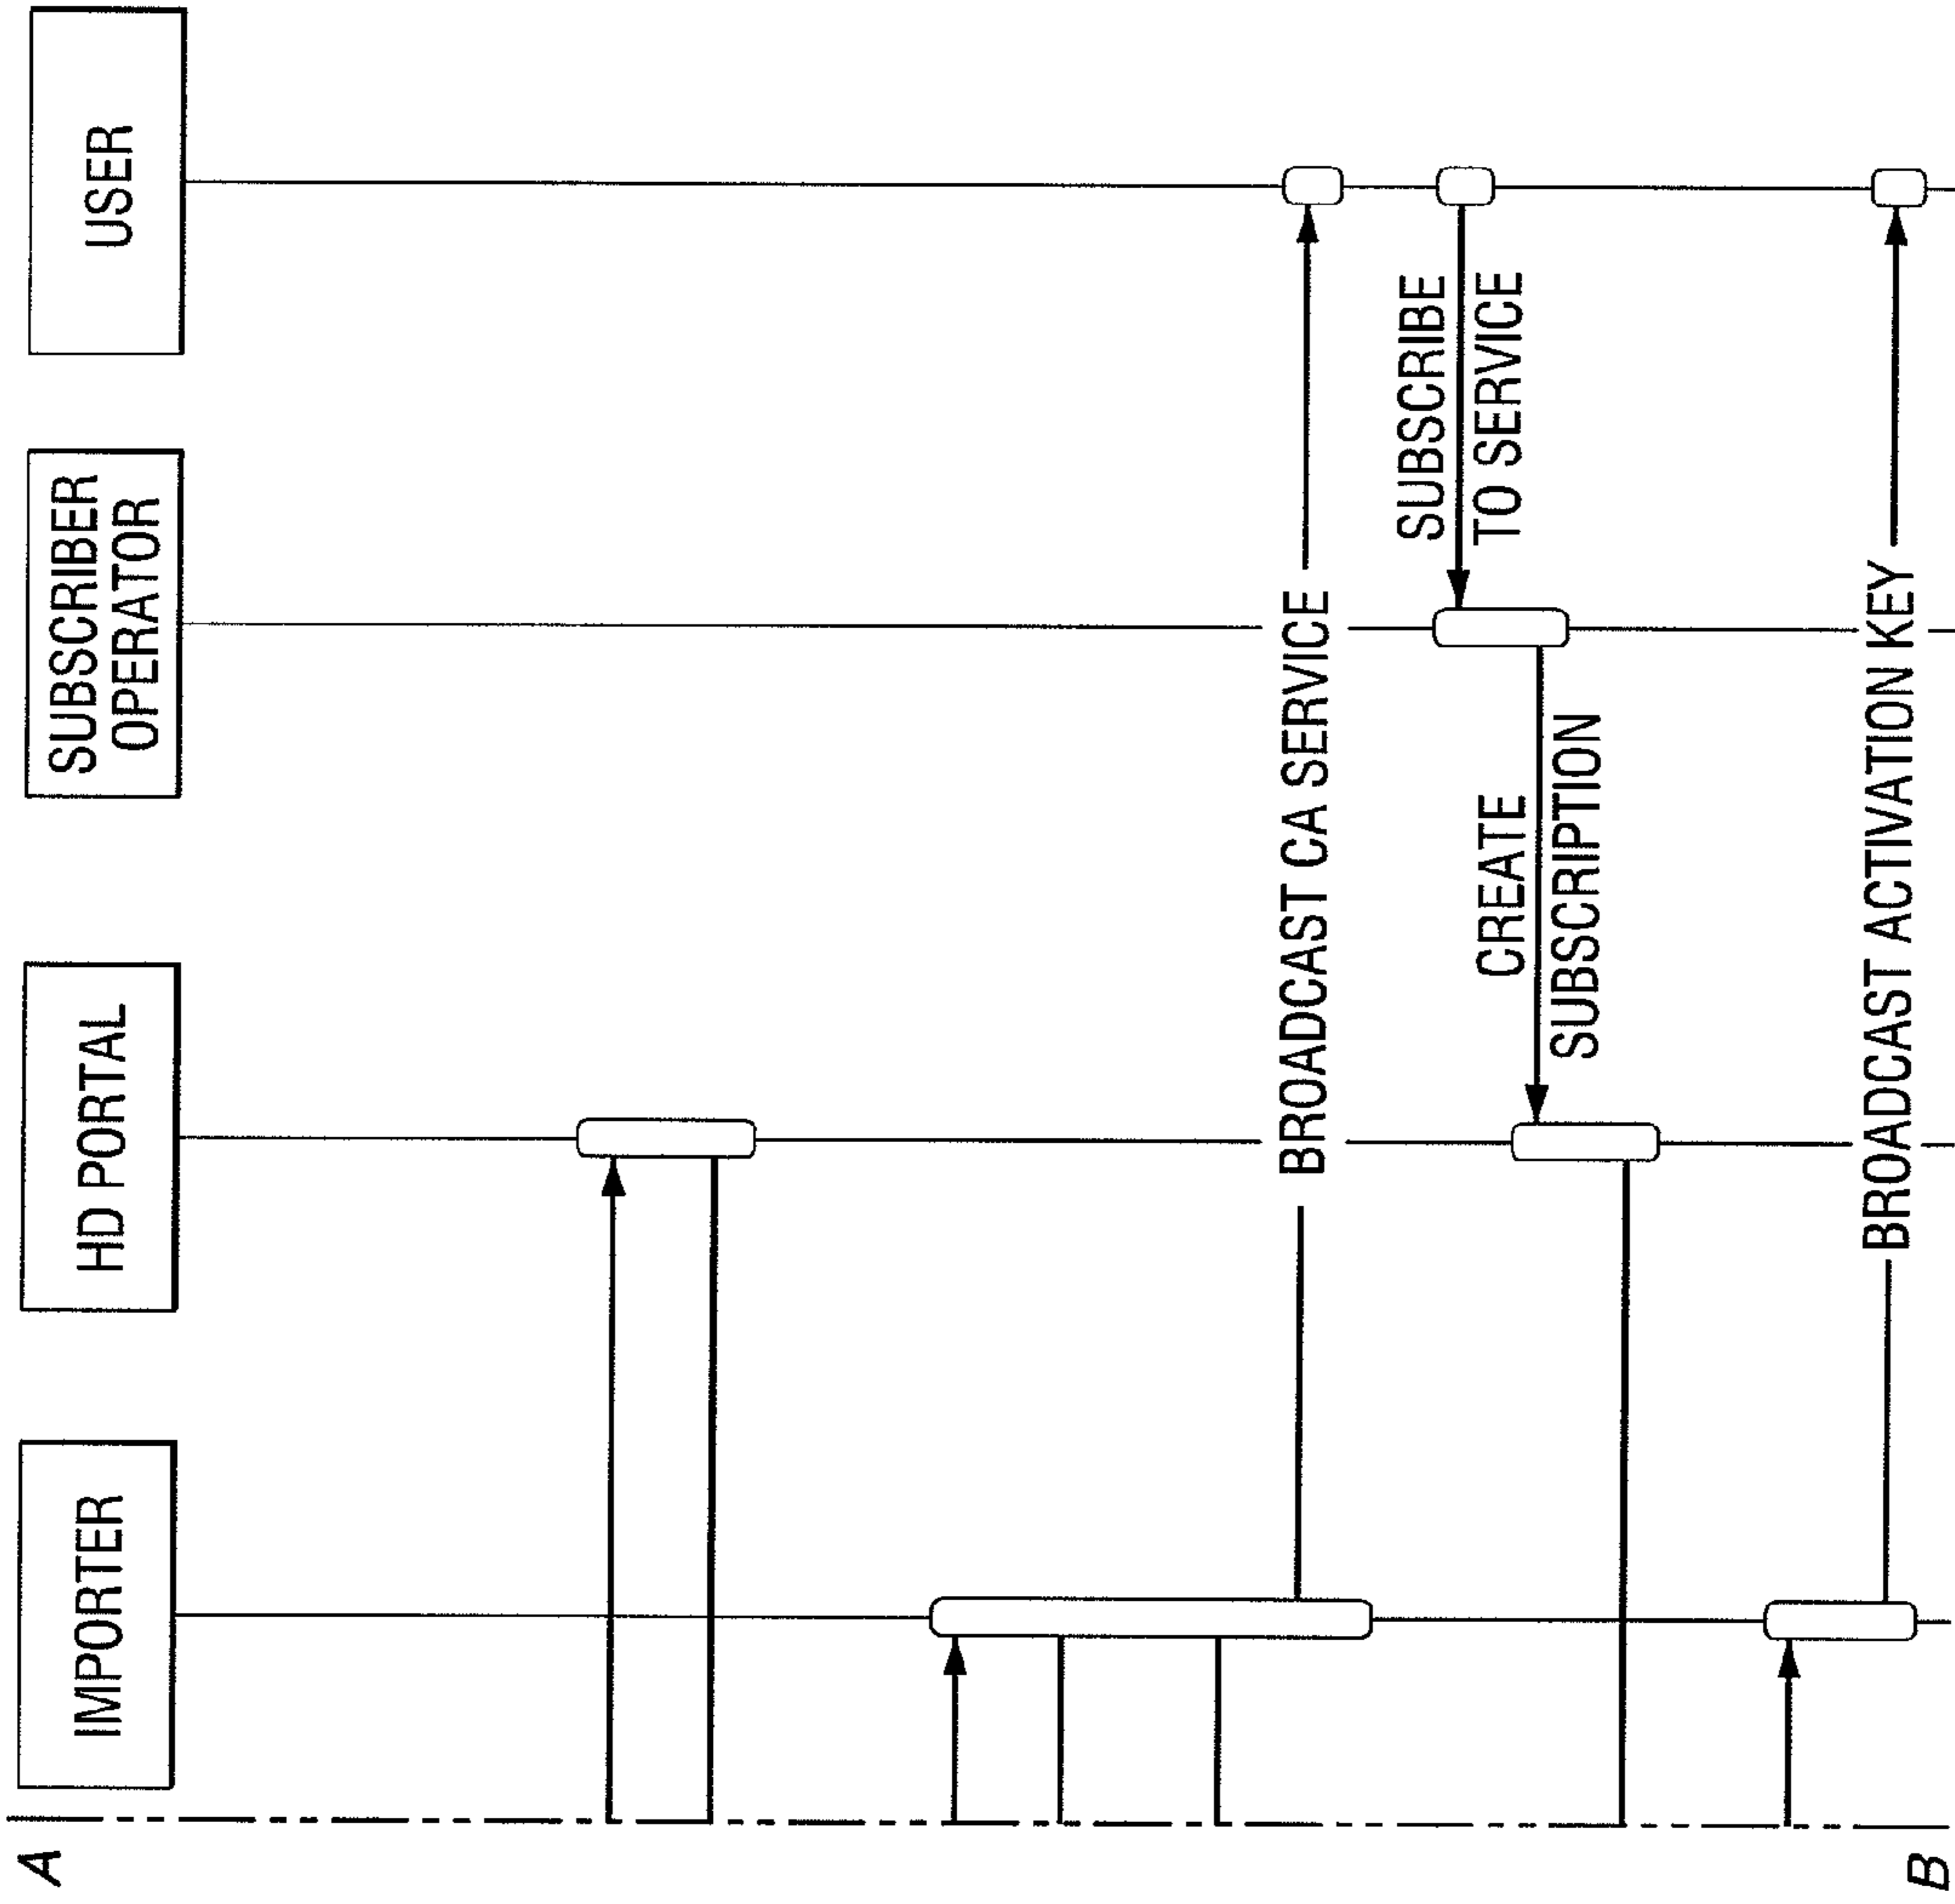 A
IMPORTER
HD PORTAL
SUBSCRIBER
OPERATOR
USER
BROADCAST CA SERVICE
SUBSCRIBE
TO SERVICE
CREATE
SUBSCRIPTION
BROADCAST ACTIVATION KEY
B